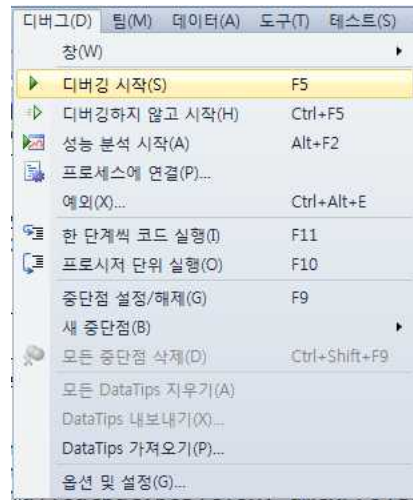 디버그(D) 팀(M) 데이터(A) 도구(T) 테스트(S)
창(W)
디버깅 시작(S) F5
디버깅하지 않고 시작(H) Ctrl+F5
성능 분석 시작(A) Alt+F2
프로세스에 연결(P)...
예외(X)... Ctrl+Alt+E
한 단계씩 코드 실행(I) F11
프로시저 단위 실행(O) F10
중단점 설정/해제(G) F9
새 중단점(B)
모든 중단점 삭제(D) Ctrl+Shift+F9
모든 DataTips 지우기(A)
DataTips 내보내기(X)...
DataTips 가져오기(P)...
옵션 및 설정(G)...